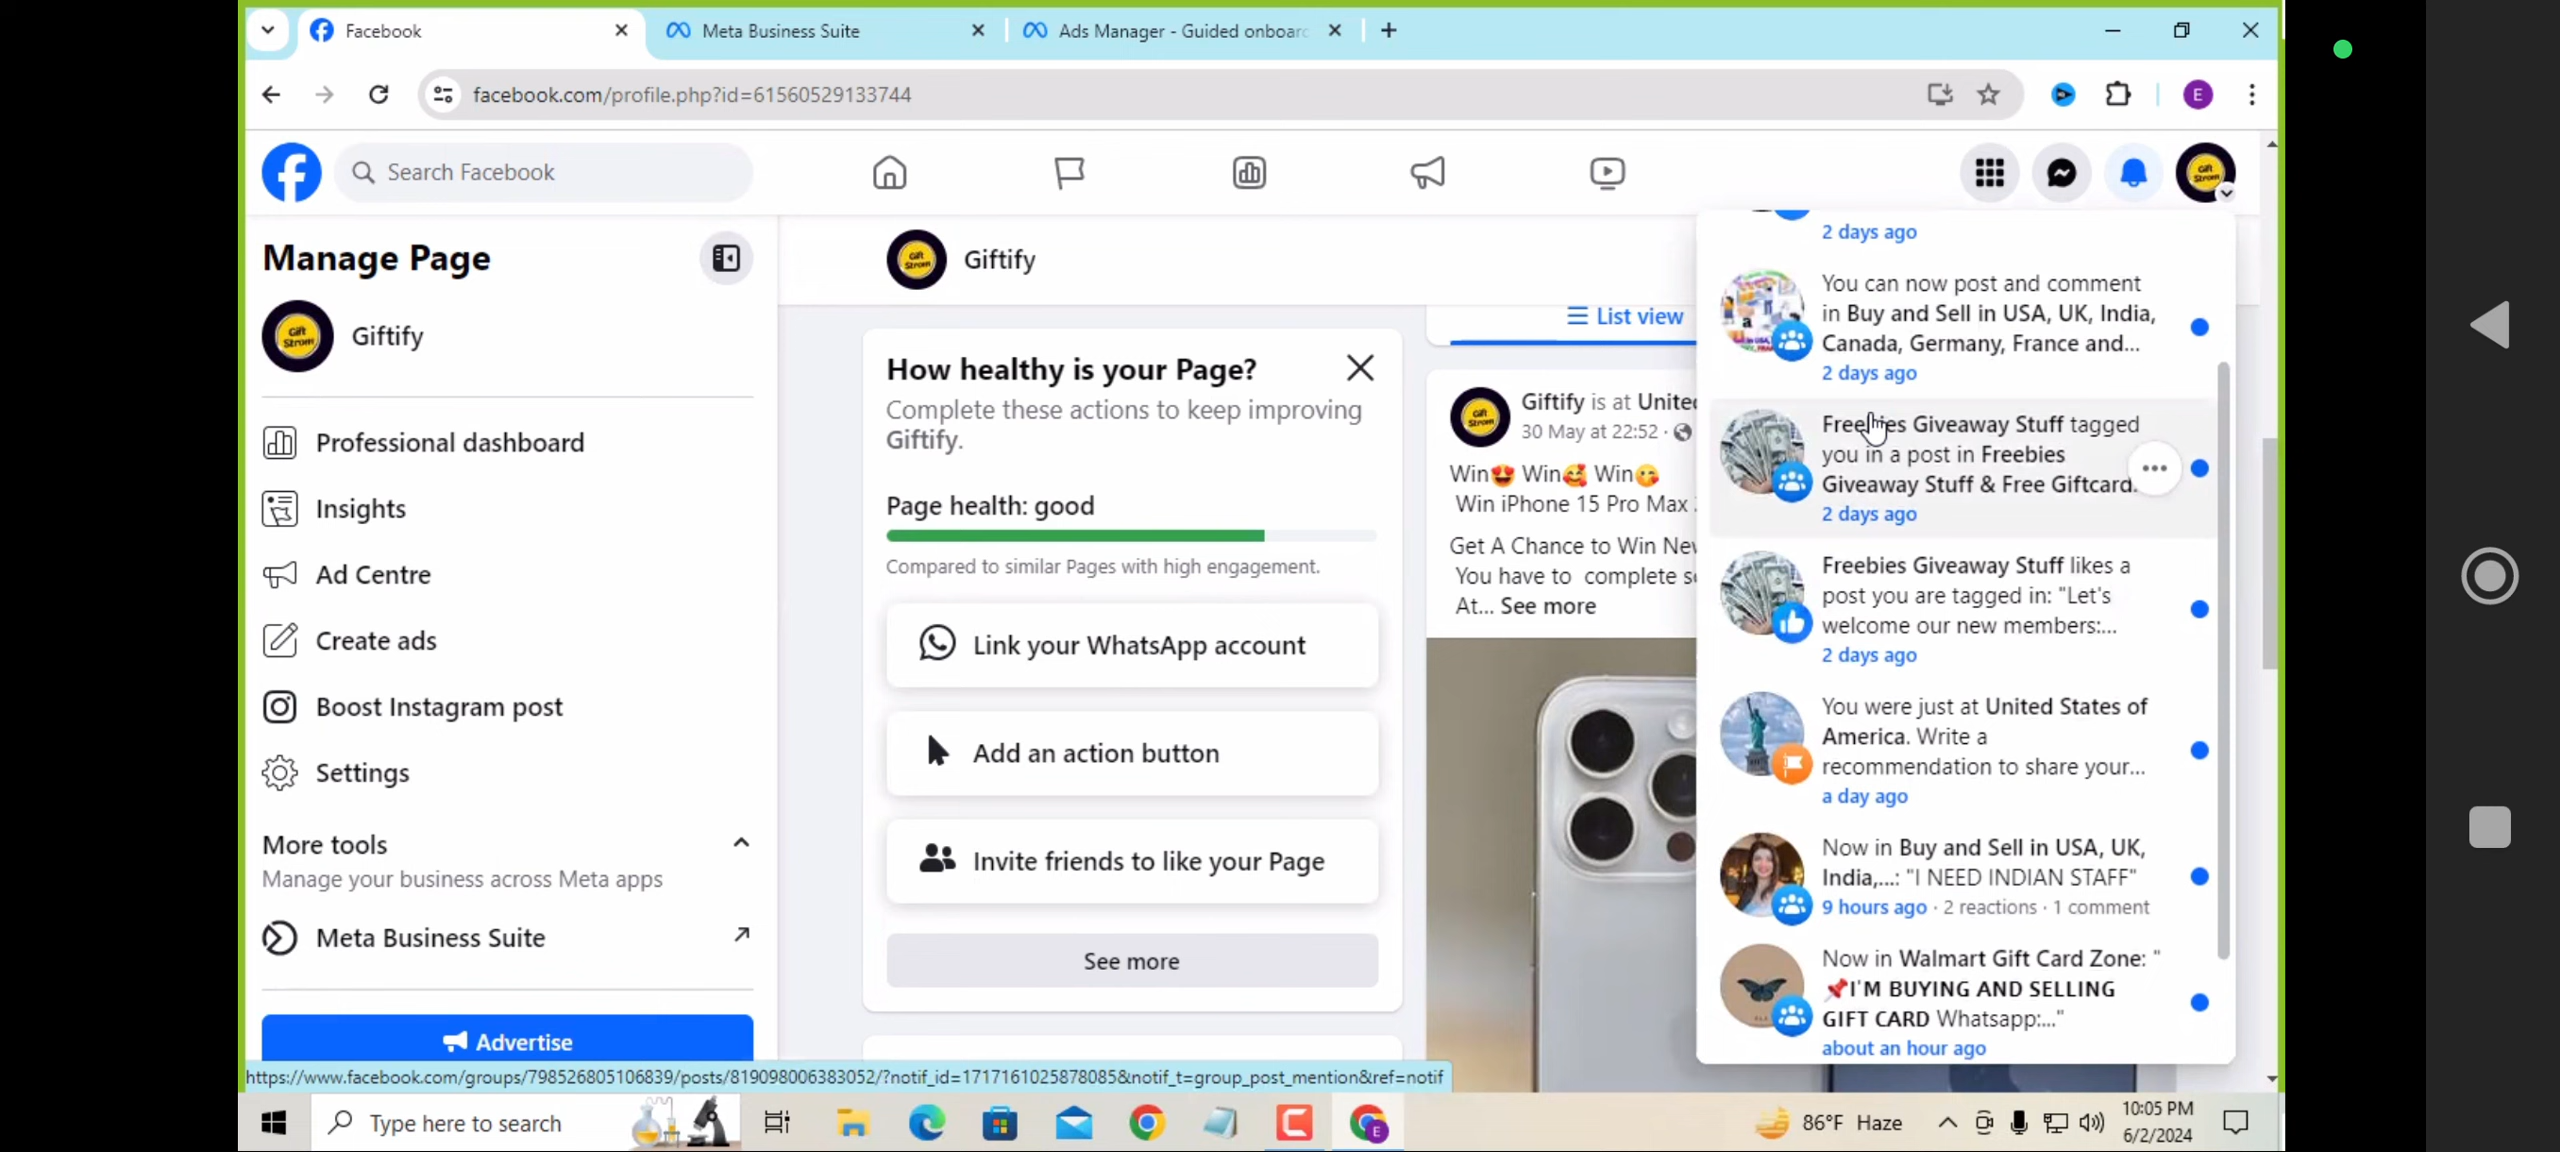 Facebook
Meta Business Suite
Ads Manager - Guided onboar
facebook.com/profile.php?id=61560529133744
E
Search Facebook
Manage Page
Gift Strom
Giftify
Professional dashboard
Insights
Ad Centre
Create ads
Boost Instagram post
Settings
More tools
Manage your business across Meta apps
Meta Business Suite
Advertise
Gift Strom
Giftify
How healthy is your Page?
Complete these actions to keep improving
Giftify.
Page health: good
Compared to similar Pages with high engagement.
Link your WhatsApp account
Add an action button
Invite friends to like your Page
See more
List view
Giftify is at Unite
30 May at 22:52 ·
Win😍 Win🥰 Win😋
Win iPhone 15 Pro Max
Get A Chance to Win Ne
You have to complete s
At... See more
Gift Strom
2 days ago
You can now post and comment
in Buy and Sell in USA, UK, India,
Canada, Germany, France and...
2 days ago
Freebies Giveaway Stuff tagged
you in a post in Freebies
Giveaway Stuff & Free Giftcard.
2 days ago
Freebies Giveaway Stuff likes a
post you are tagged in: "Let's
welcome our new members:...
2 days ago
You were just at United States of
America. Write a
recommendation to share your...
a day ago
Now in Buy and Sell in USA, UK,
India,...: "I NEED INDIAN STAFF"
9 hours ago · 2 reactions · 1 comment
Now in Walmart Gift Card Zone: "
📌I'M BUYING AND SELLING
GIFT CARD Whatsapp:..."
about an hour ago
https://www.facebook.com/groups/798526805106839/posts/819098006383052/?notif_id=1717161025878085&notif_t=group_post_mention&ref=notif
Type here to search
86°F Haze
10:05 PM
6/2/2024